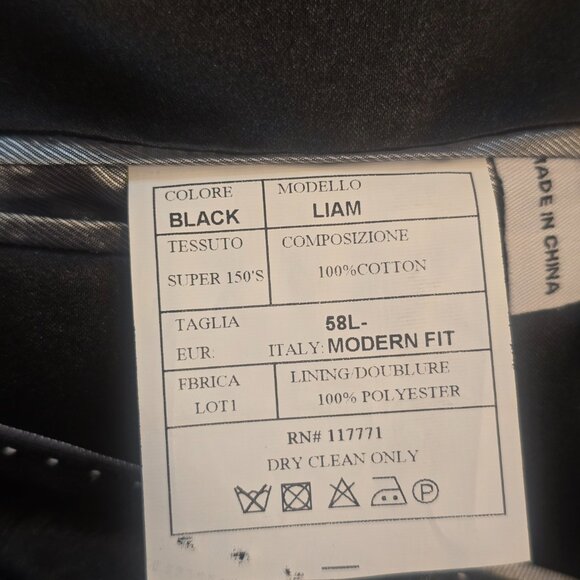 COLORE MODELLO
BLACK LIAM
TESSUTO COMPOSIZIONE
SUPER 150'S 100%COTTON
TAGLIA 58L-
EUR: ITALY: MODERN FIT
FBRICA LINING/DOUBLURE
LOT1 100% POLYESTER
RN# 117771
DRY CLEAN ONLY
P
MADE IN CHINA